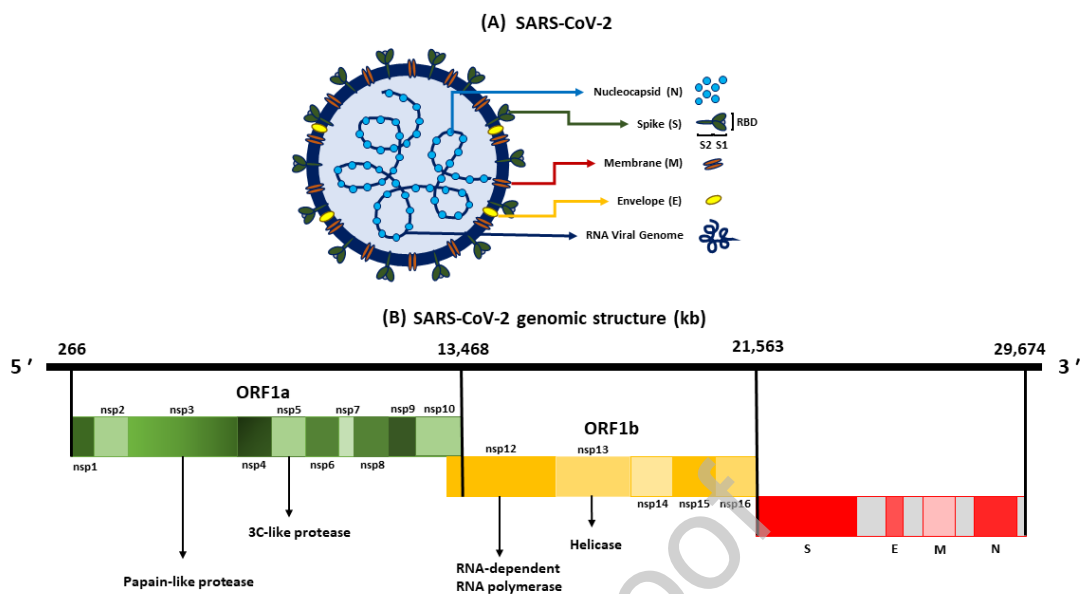 (A) SARS-CoV-2
Nucleocapsid (N)
Spike (S)
RBD
S2 S1
Membrane (M)
Envelope (E)
RNA Viral Genome
(B) SARS-CoV-2 genomic structure (kb)
266
13,468
21,563
29,674
5 ′
3 ′
ORF1a
nsp2
nsp3
nsp5
nsp7
nsp9
nsp10
nsp1
nsp4
nsp6
nsp8
ORF1b
nsp12
nsp13
nsp14
nsp15
nsp16
3C-like protease
Papain-like protease
Helicase
RNA-dependent
RNA polymerase
S
E
M
N